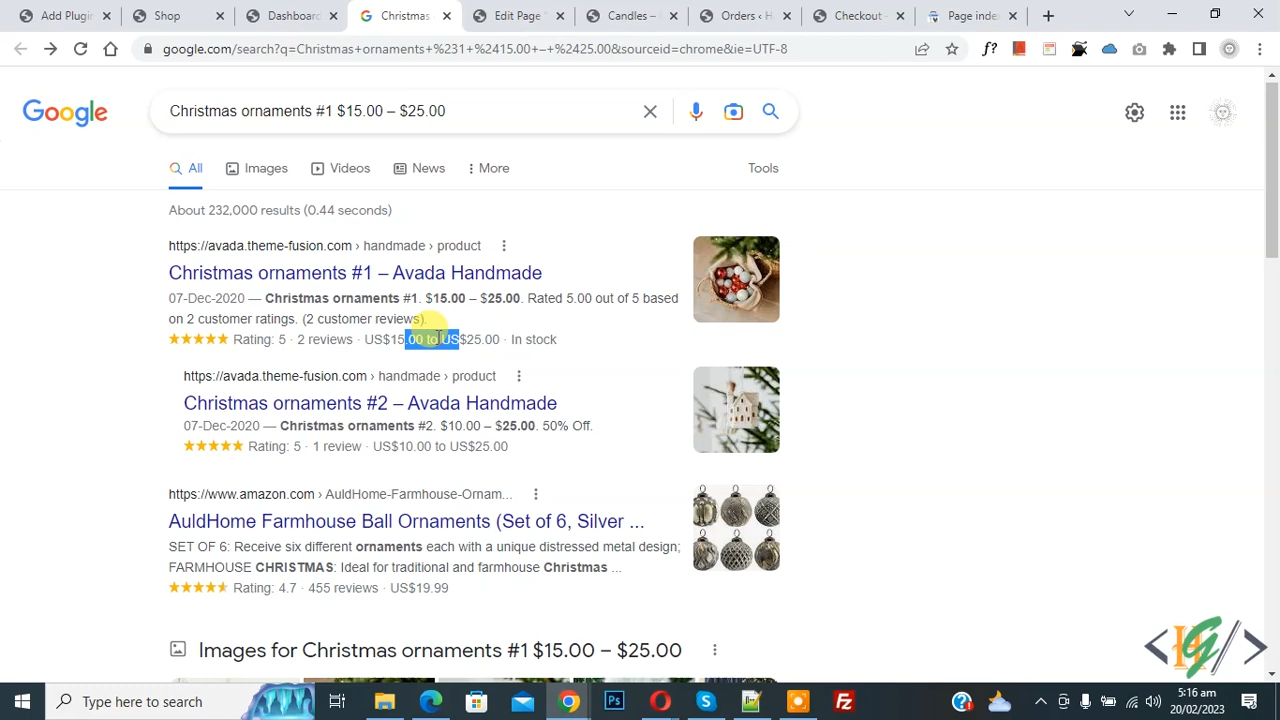 Add Plugin
Shop
Dashboard
Christmas
Edit Page
Candles –
Orders ‹ H
Checkout –
Page index
google.com/search?q=Christmas+ornaments+%231+%2415.00+–+%2425.00&sourceid=chrome&ie=UTF-8
Google
Christmas ornaments #1 $15.00 – $25.00
All
Images
Videos
News
More
Tools
About 232,000 results (0.44 seconds)
https://avada.theme-fusion.com › handmade › product
Christmas ornaments #1 – Avada Handmade
07-Dec-2020 — Christmas ornaments #1. $15.00 – $25.00. Rated 5.00 out of 5 based
on 2 customer ratings. (2 customer reviews).
Rating: 5 · 2 reviews · US$15.00 to US$25.00 · In stock
https://avada.theme-fusion.com › handmade › product
Christmas ornaments #2 – Avada Handmade
07-Dec-2020 — Christmas ornaments #2. $10.00 – $25.00. 50% Off.
Rating: 5 · 1 review · US$10.00 to US$25.00
https://www.amazon.com › AuldHome-Farmhouse-Ornam...
AuldHome Farmhouse Ball Ornaments (Set of 6, Silver ...
SET OF 6: Receive six different ornaments each with a unique distressed metal design;
FARMHOUSE CHRISTMAS: Ideal for traditional and farmhouse Christmas ...
Rating: 4.7 · 455 reviews · US$19.99
Images for Christmas ornaments #1 $15.00 – $25.00
Type here to search
5:16 am
20/02/2023